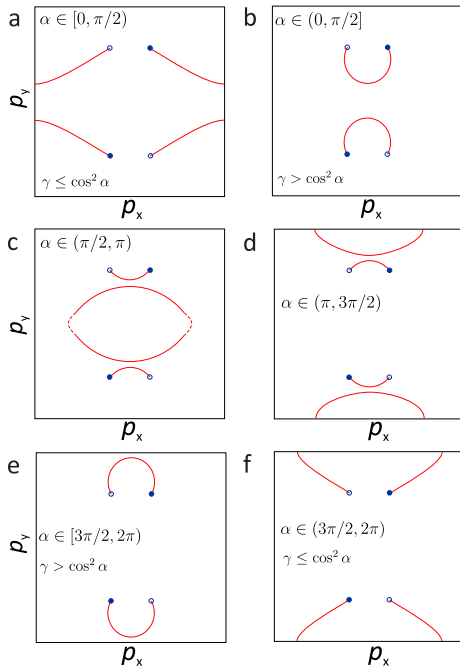 a
α ∈ [0, π/2)
p_y
γ ≤ cos² α
p_x
b
α ∈ (0, π/2]
γ > cos² α
p_x
c
α ∈ (π/2, π)
p_y
p_x
d
α ∈ (π, 3π/2)
p_x
e
p_y
α ∈ [3π/2, 2π)
γ > cos² α
p_x
f
α ∈ (3π/2, 2π)
γ ≤ cos² α
p_x